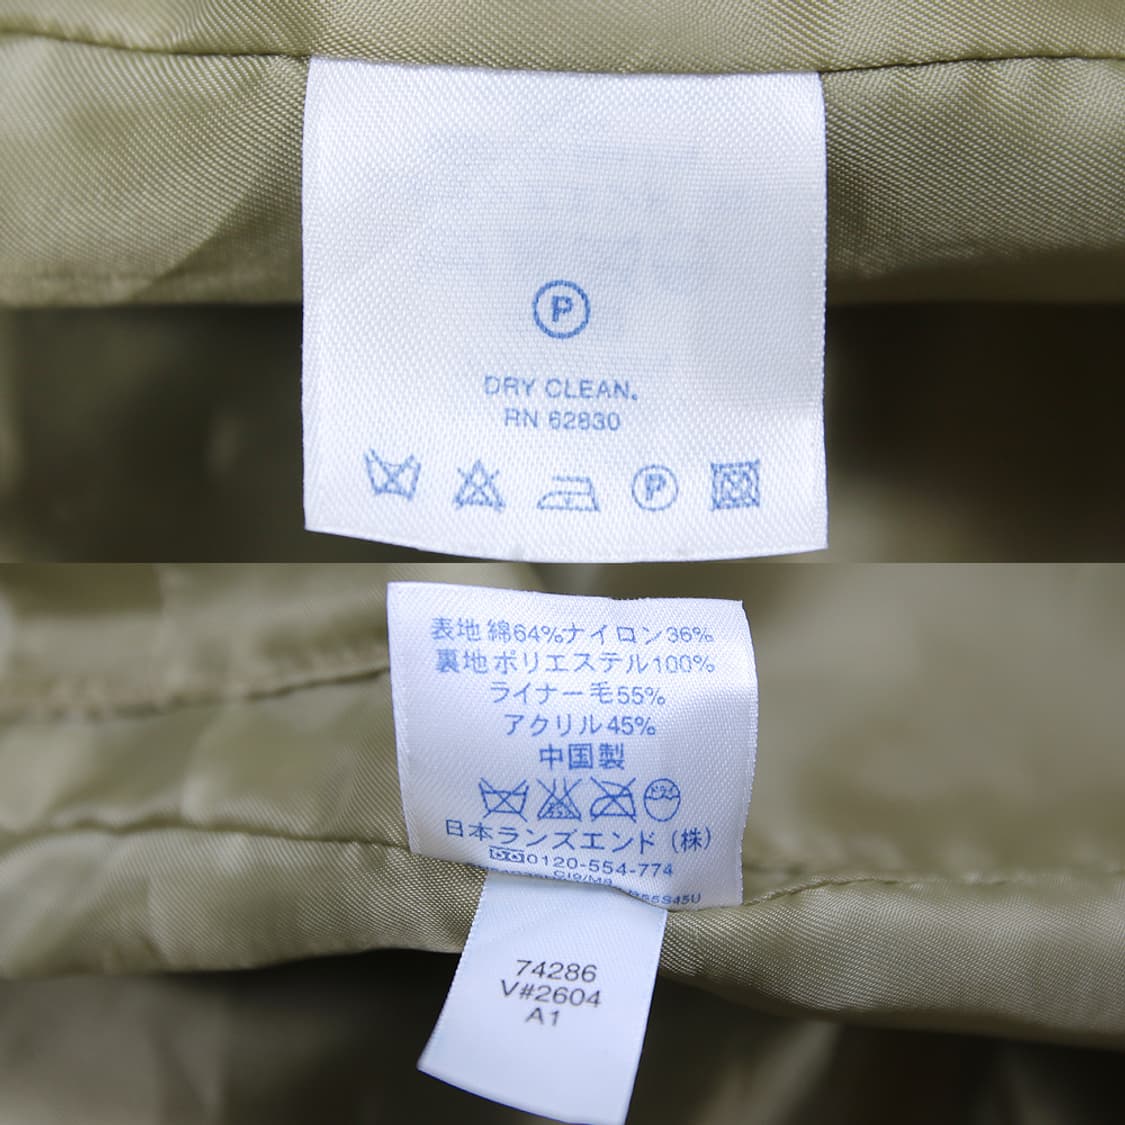 P
DRY CLEAN.
RN 62830
P
表地 綿64%ナイロン36%
裏地 ポリエステル100%
ライナー毛55%
アクリル45%
中国製
ドライ
日本ランズエンド（株）
0120-554-774
74286
V#2604
A1